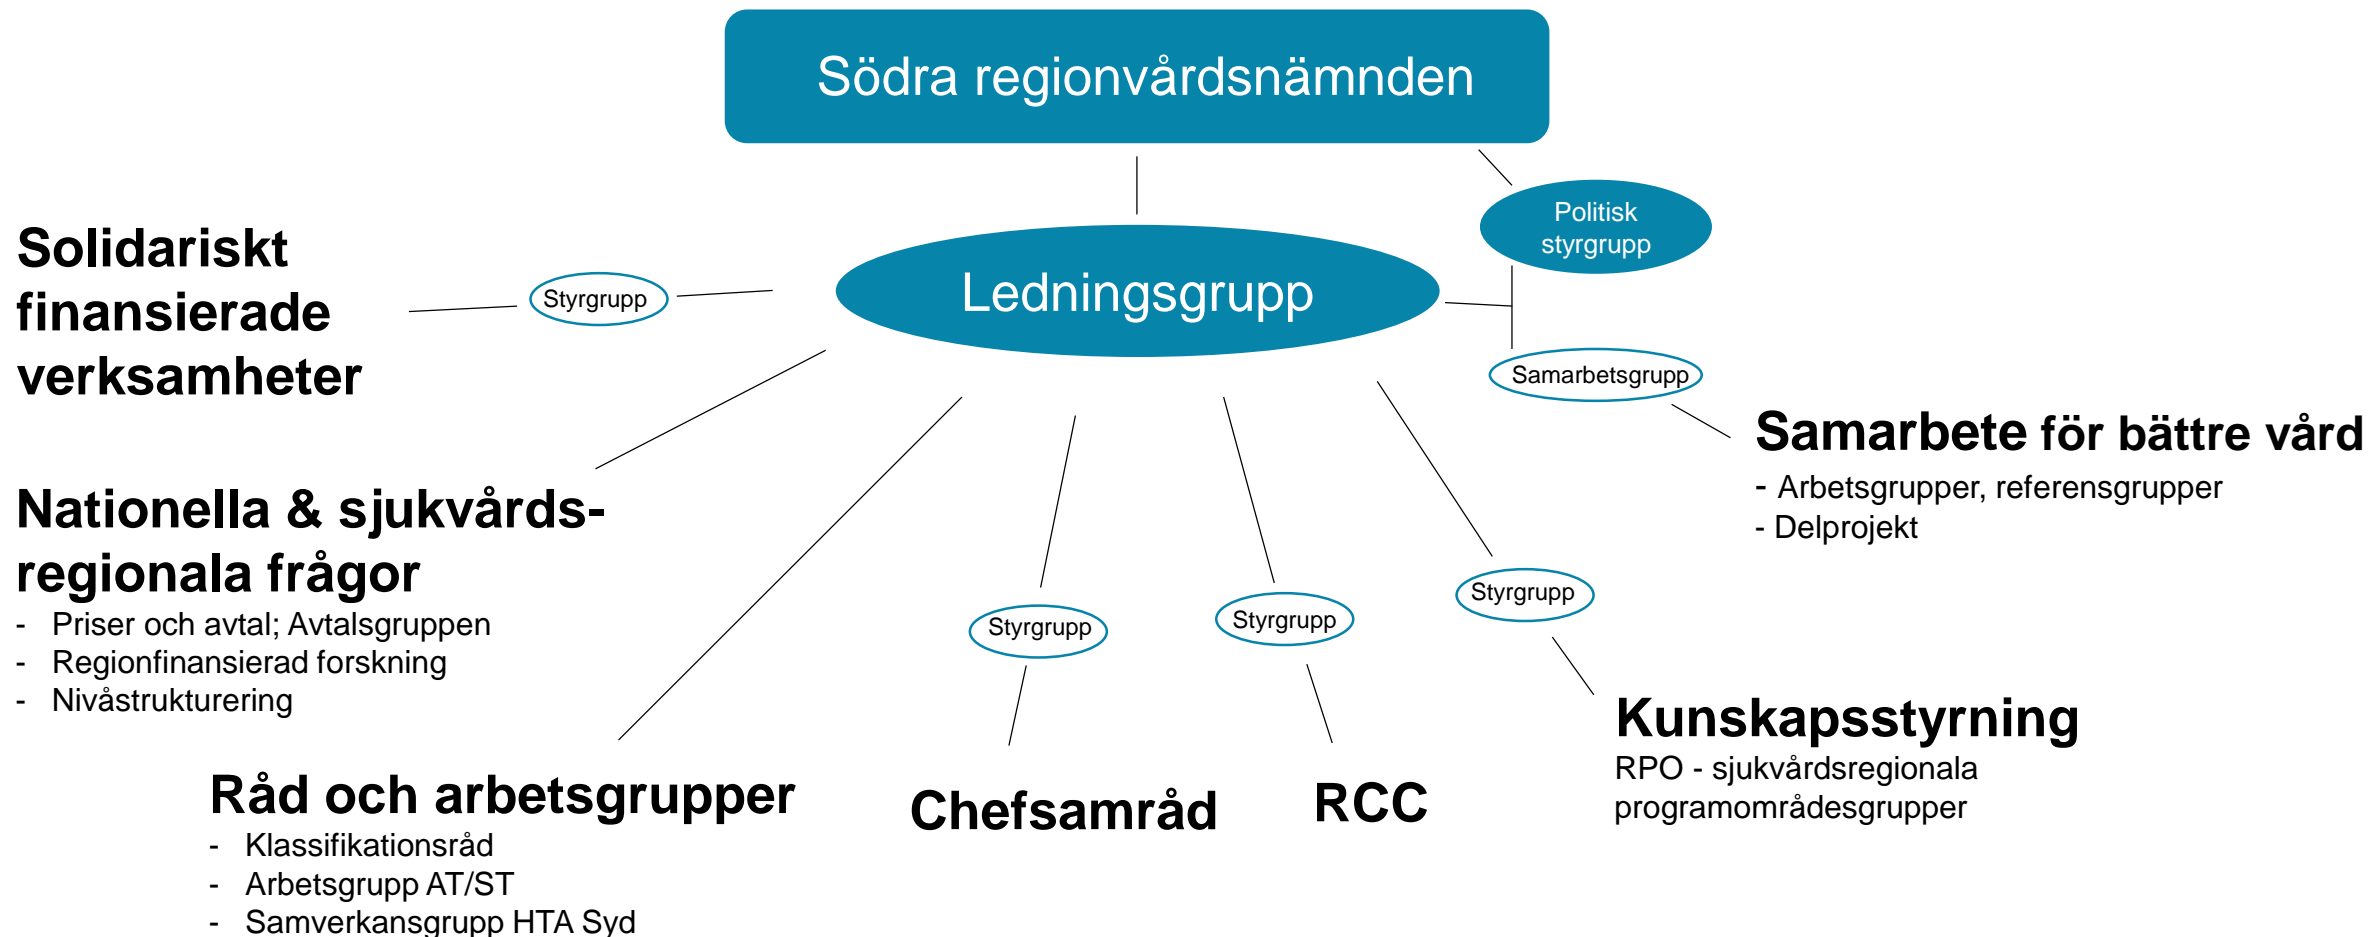 Södra regionvårdsnämnden
Politisk
styrgrupp
Ledningsgrupp
Styrgrupp
Solidariskt
finansierade
verksamheter
Samarbetsgrupp
Samarbete för bättre vård
- Arbetsgrupper, referensgrupper
- Delprojekt
Nationella & sjukvårds-
regionala frågor
- Priser och avtal; Avtalsgruppen
- Regionfinansierad forskning
- Nivåstrukturering
Styrgrupp
Styrgrupp
Styrgrupp
Råd och arbetsgrupper
- Klassifikationsråd
- Arbetsgrupp AT/ST
- Samverkansgrupp HTA Syd
Chefsamråd
RCC
Kunskapsstyrning
RPO - sjukvårdsregionala
programområdesgrupper